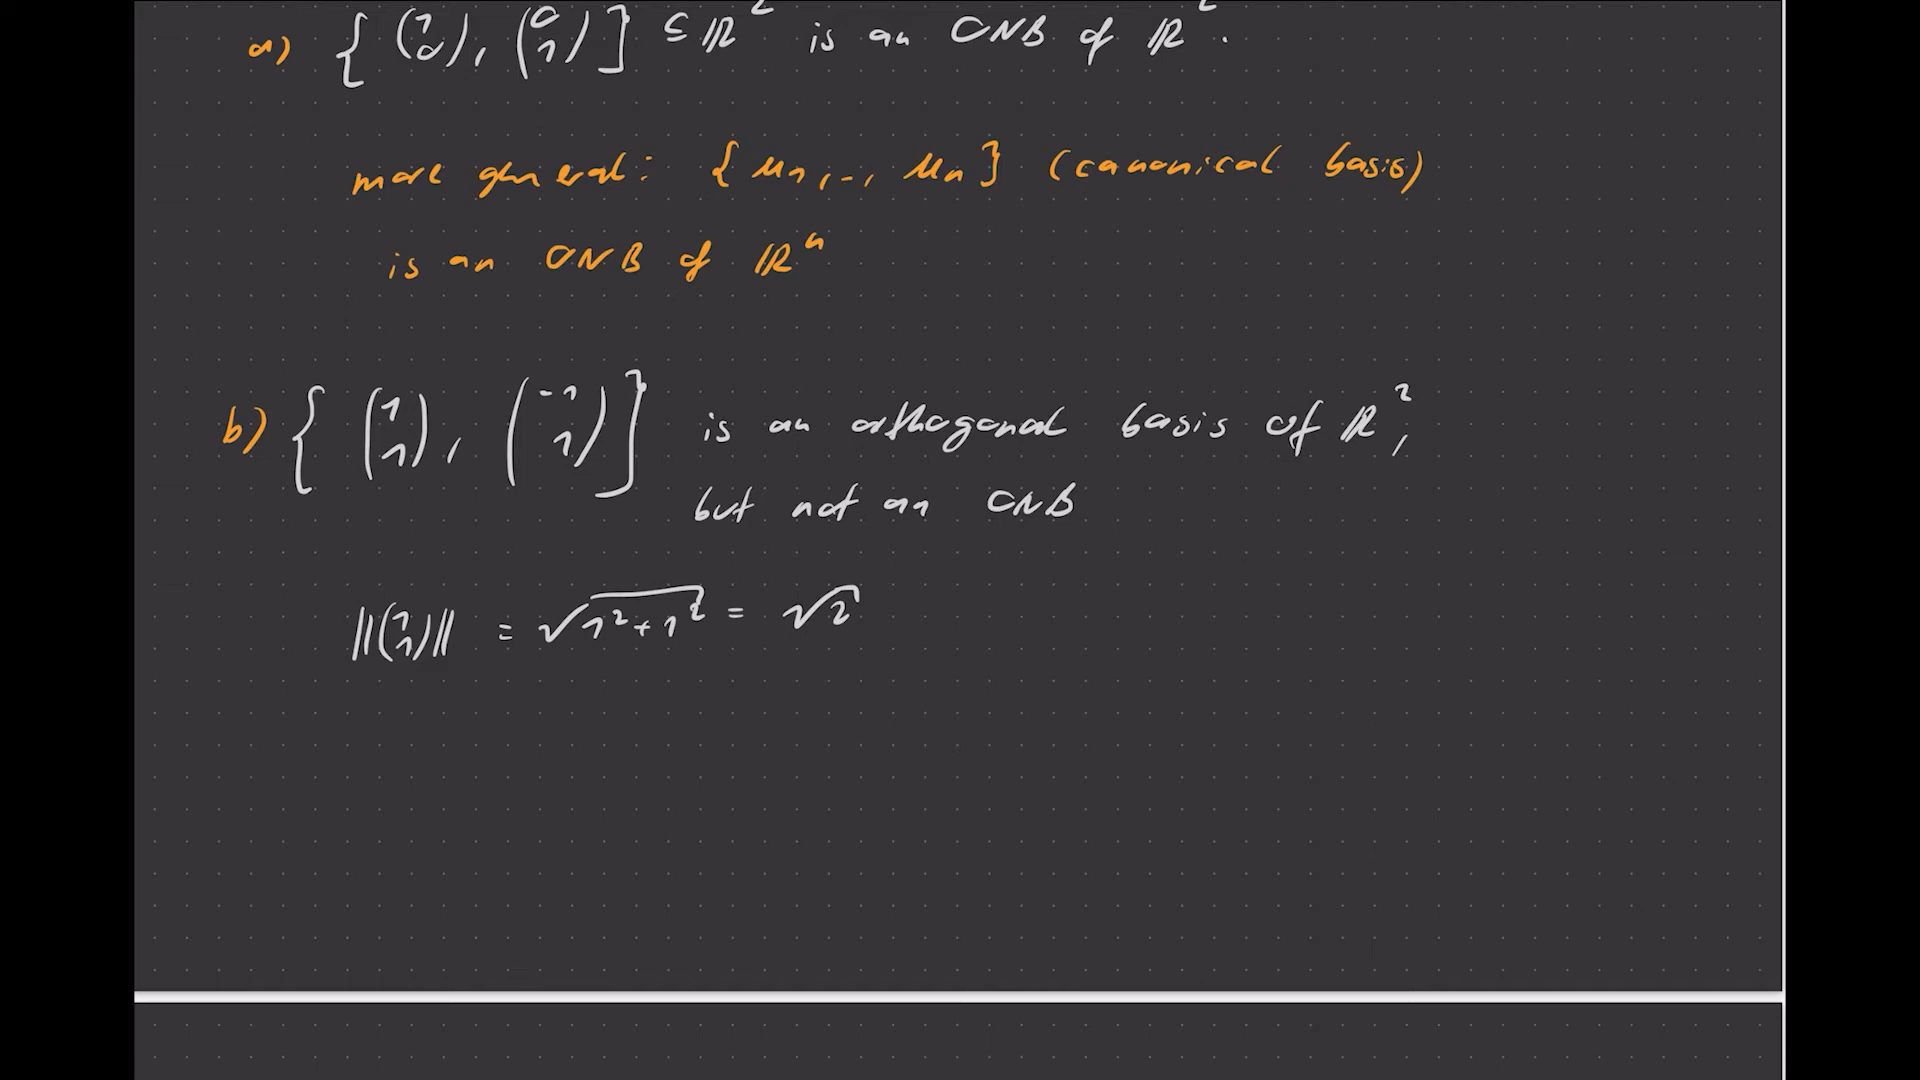 a) { (1 0), (0 1) } ⊆ ℝ² is an ONB of ℝ².
more general: { u₁, ..., uₙ } (canonical basis)
is an ONB of ℝⁿ
b) { (1 1), (-1 1) } is an orthogonal basis of ℝ²,
but not an ONB
||(1 1)|| = √(1² + 1²) = √2